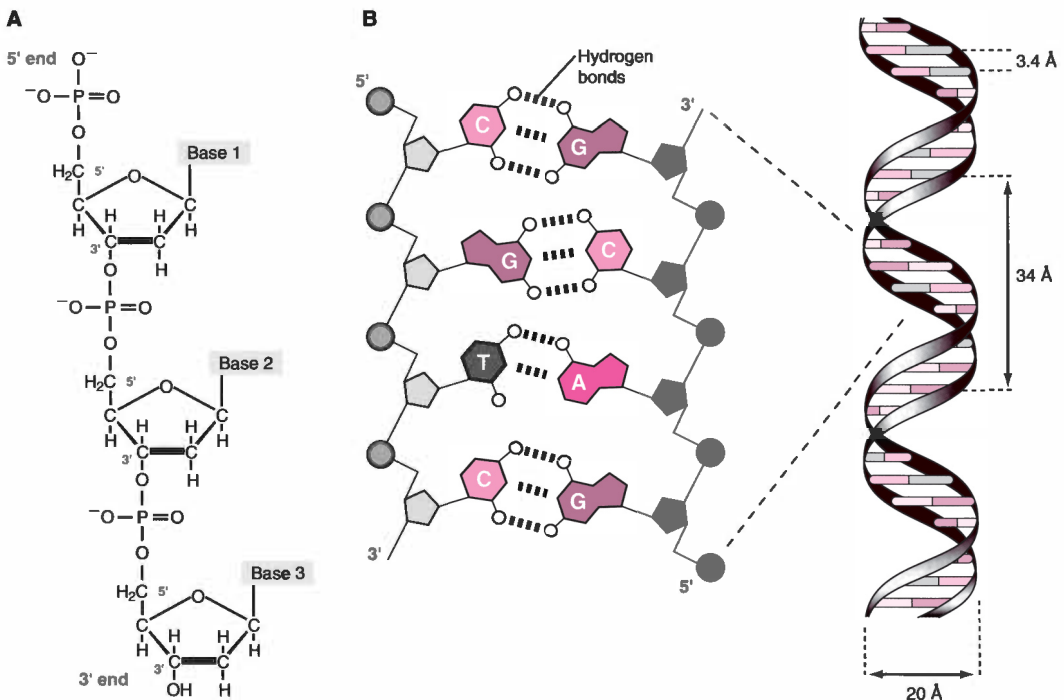 A
5' end
O⁻
⁻O–P=O
O
H₂C
5'
O
Base 1
C
C
H
H
H
H
C
C
3'
H
O
⁻O–P=O
O
H₂C
5'
O
Base 2
C
C
H
H
H
H
C
C
3'
H
O
⁻O–P=O
O
H₂C
5'
O
Base 3
C
C
H
H
H
H
C
C
3'
3' end
OH
H
B
Hydrogen
bonds
5'
3'
C
G
G
C
T
A
C
G
3'
5'
3.4 Å
34 Å
20 Å